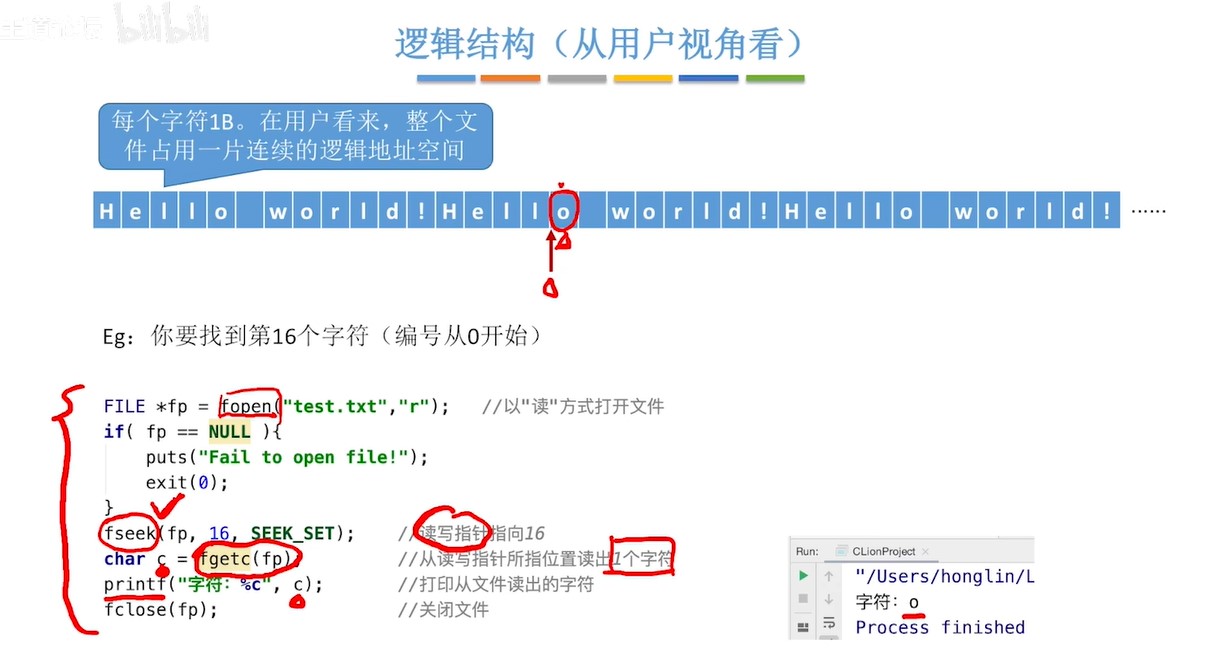 bilibili
逻辑结构（从用户视角看）
每个字符1B。在用户看来，整个文
件占用一片连续的逻辑地址空间
Hello world!Hello world!Hello world! ······
Eg：你要找到第16个字符（编号从0开始）
FILE *fp = fopen("test.txt","r"); //以"读"方式打开文件
if( fp == NULL ){
puts("Fail to open file!");
exit(0);
}
fseek(fp, 16, SEEK_SET); //读写指针指向16
char c = fgetc(fp); //从读写指针所指位置读出1个字符
printf("字符：%c", c); //打印从文件读出的字符
fclose(fp); //关闭文件
Run: CLionProject ×
"/Users/honglin/L
字符：o
Process finished